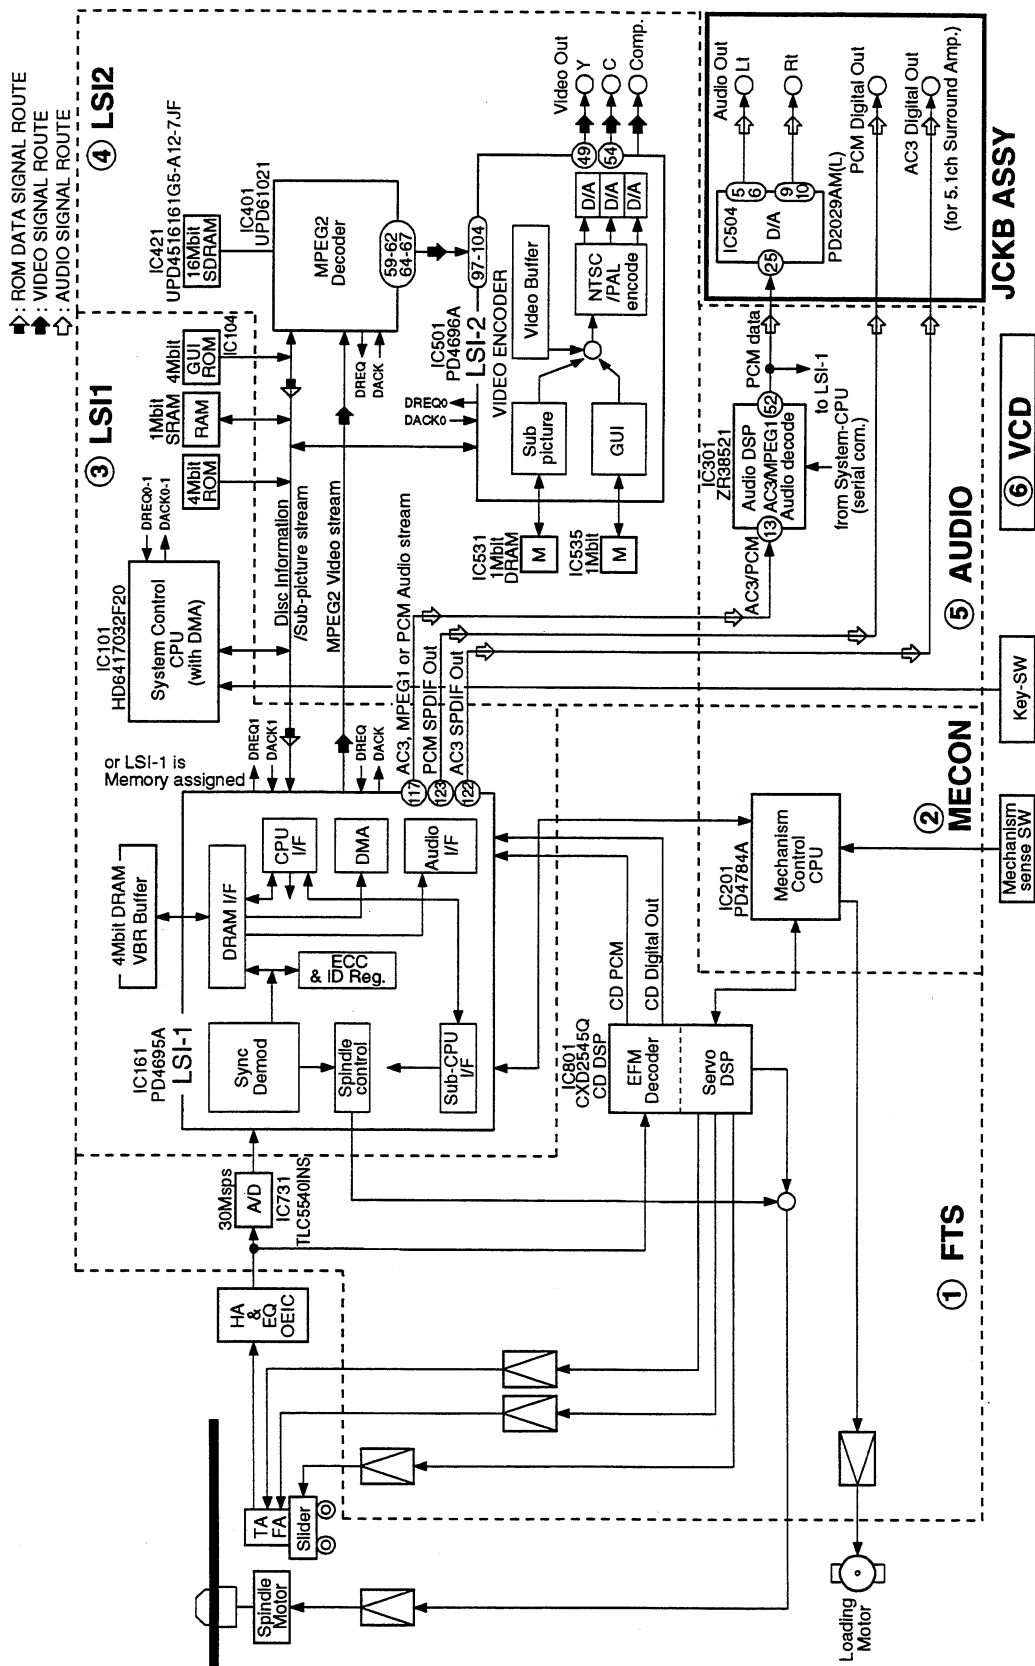 : ROM DATA SIGNAL ROUTE
: VIDEO SIGNAL ROUTE
: AUDIO SIGNAL ROUTE
③ LSI1
④ LSI2
IC101
HD6417032F20
System Control
CPU
(with DMA)
DREQ0-1
DACK0-1
4Mbit
ROM
1Mbit
SRAM
RAM
4Mbit
GUI
ROM
IC104
IC421
UPD4516161G5-A12-7JF
16Mbit
SDRAM
IC401
UPD61021
MPEG2
Decoder
59-62
64-67
DREQ
DACK
Disc Information
/Sub-picture stream
MPEG2 Video stream
or LSI-1 is
Memory assigned
DREQ1
DACK1
DREQ
DACK
4Mbit DRAM
VBR Buffer
IC161
PD4695A
LSI-1
DRAM I/F
CPU
I/F
DMA
Audio
I/F
ECC
& ID Reg.
Sync
Demod
Spindle
control
Sub-CPU
I/F
117
123
122
AC3, MPEG1 or PCM Audio stream
PCM SPDIF Out
AC3 SPDIF Out
IC501
PD4696A
LSI-2
VIDEO ENCODER
97-104
DREQ0
DACK0
Video Buffer
Sub
picture
GUI
NTSC
/PAL
encode
D/A
D/A
D/A
49
54
Video Out
Y
C
Comp.
IC531
1Mbit
DRAM
M
IC535
1Mbit
M
30Msps
A/D
IC731
TLC5540INS
HA
&
EQ
OEIC
TA
FA
Slider
Spindle
Motor
Loading
Motor
① FTS
IC801
CXD2545Q
CD DSP
EFM
Decoder
Servo
DSP
CD PCM
CD Digital Out
② MECON
IC201
PD4784A
Mechanism
Control
CPU
Mechanism
sense SW
Key-SW
⑤ AUDIO
⑥ VCD
IC301
ZR38521
Audio DSP
AC3/MPEG1
Audio decode
13
52
AC3/PCM
PCM data
to LSI-1
from System-CPU
(serial com.)
JCKB ASSY
IC504
D/A
25
5
6
9
10
PD2029AM(L)
Audio Out
Lt
Rt
PCM Digital Out
AC3 Digital Out
(for 5.1ch Surround Amp.)